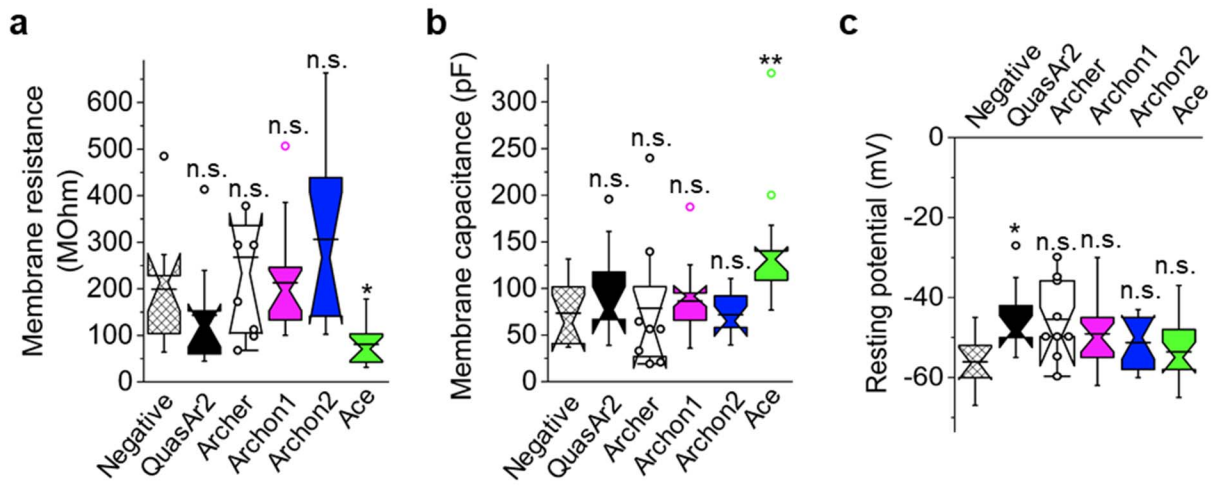 a
Membrane resistance
(MOhm)
600
500
400
300
200
100
0
n.s.
n.s.
n.s.
n.s.
*
Negative
QuasAr2
Archer
Archon1
Archon2
Ace
b
Membrane capacitance (pF)
300
250
200
150
100
50
0
n.s.
n.s.
n.s.
n.s.
**
Negative
QuasAr2
Archer
Archon1
Archon2
Ace
c
Negative
QuasAr2
Archer
Archon1
Archon2
Ace
Resting potential (mV)
0
-20
-40
-60
*
n.s.
n.s.
n.s.
n.s.